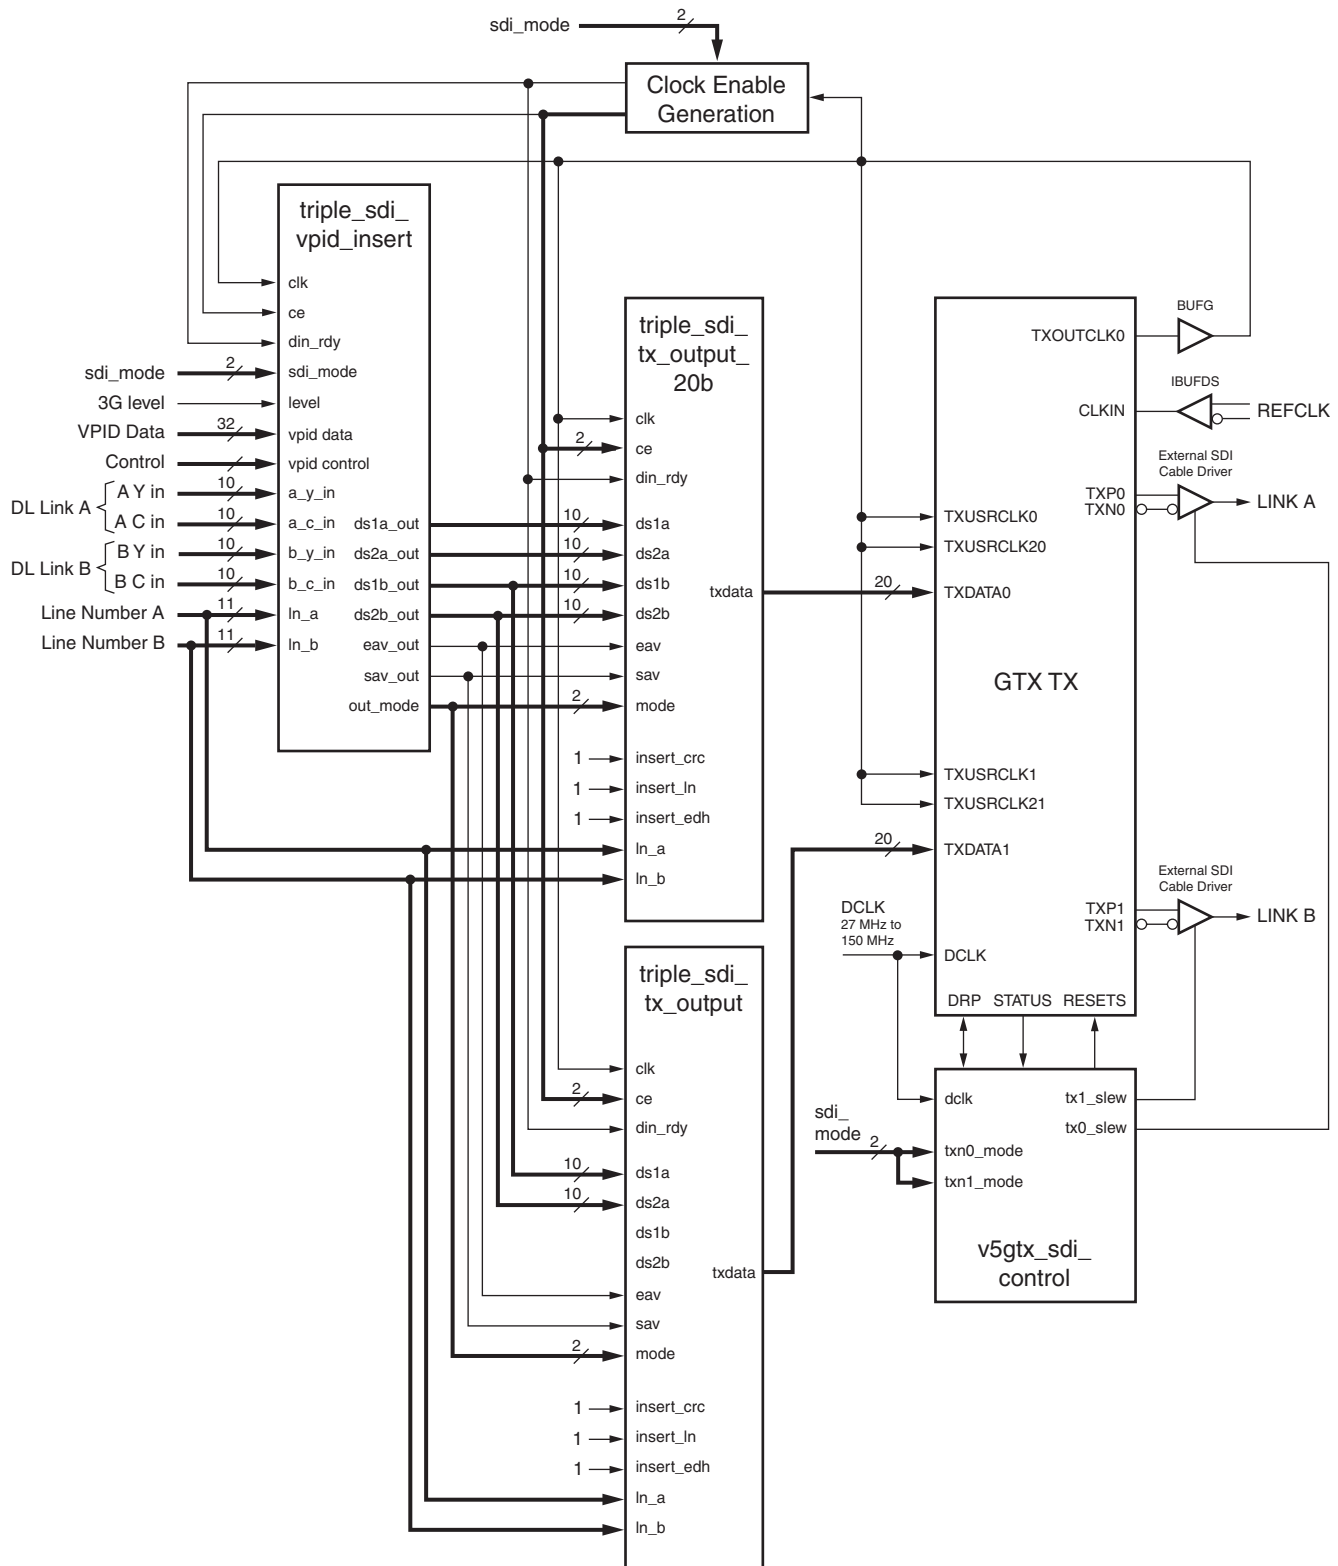 sdi_mode
2
Clock Enable
Generation
triple_sdi_
vpid_insert
clk
ce
din_rdy
sdi_mode
2
sdi_mode
3G level
level
VPID Data
32
vpid data
Control
vpid control
DL Link A
A Y in
10
a_y_in
A C in
10
a_c_in
DL Link B
B Y in
10
b_y_in
B C in
10
b_c_in
Line Number A
11
ln_a
Line Number B
11
ln_b
ds1a_out
ds2a_out
ds1b_out
ds2b_out
eav_out
sav_out
out_mode
triple_sdi_
tx_output_
20b
clk
2
ce
din_rdy
10
ds1a
10
ds2a
10
ds1b
10
ds2b
eav
sav
2
mode
1
insert_crc
1
insert_ln
1
insert_edh
ln_a
ln_b
txdata
20
triple_sdi_
tx_output
clk
2
ce
din_rdy
10
ds1a
10
ds2a
ds1b
ds2b
eav
sav
2
mode
1
insert_crc
1
insert_ln
1
insert_edh
ln_a
ln_b
txdata
20
GTX TX
TXOUTCLK0
CLKIN
TXP0
TXN0
TXUSRCLK0
TXUSRCLK20
TXDATA0
TXUSRCLK1
TXUSRCLK21
TXDATA1
TXP1
TXN1
DCLK
DRP
STATUS
RESETS
BUFG
IBUFDS
REFCLK
External SDI
Cable Driver
LINK A
External SDI
Cable Driver
LINK B
DCLK
27 MHz to
150 MHz
sdi_
mode
2
dclk
txn0_mode
txn1_mode
tx1_slew
tx0_slew
v5gtx_sdi_
control